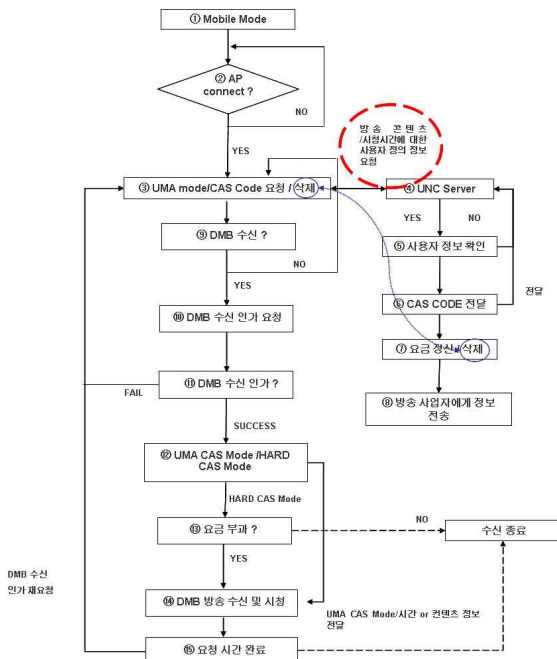 ① Mobile Mode
② AP
connect ?
NO
YES
방 송 콘 텐 츠
/시청시간에 대한
사용자 정의 정보
요청
③ UMA mode/CAS Code 요청 / 삭제
④ UNC Server
YES
NO
⑨ DMB 수신 ?
⑤ 사용자 정보 확인
NO
YES
전달
⑥ CAS CODE 전달
⑩ DMB 수신 인가 요청
⑦ 요금 정산 / 삭제
⑪ DMB 수신 인가 ?
FAIL
⑧ 방송 사업자에게 정보
전송
SUCCESS
⑫ UMA CAS Mode /HARD
CAS Mode
HARD CAS Mode
⑬ 요금 부과 ?
NO
수신 종료
YES
DMB 수신
인가 재요청
⑭ DMB 방송 수신 및 시청
UMA CAS Mode/시간 or 컨텐츠 정보
전달
⑮ 요청 시간 완료